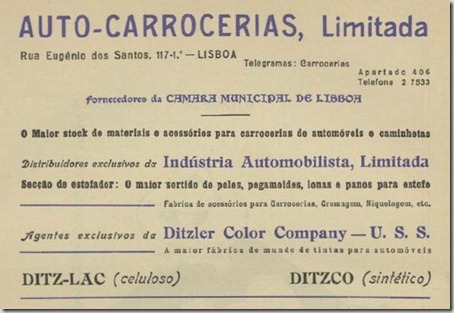 AUTO-CARROCERIAS, Limitada
Rua Eugénio dos Santos, 117-1.º — LISBOA
Telegramas: Carrocerias
Apartado 406
Telefone 2 7533
Fornecedores da CAMARA MUNICIPAL DE LISBOA
O Maior stock de materiais e acessórios para carrocerias de automóveis e caminhetas
Distribuidores exclusivos da Indústria Automobilista, Limitada
Secção de estofador: O maior sortido de peles, pegamoides, lonas e panos para estofo
Fabrica de acessórios para Carrocerias, Cromagem, Niquelagem, etc.
Agentes exclusivos da Ditzler Color Company — U. S. S.
A maior fábrica do mundo de tintas para automóveis
DITZ-LAC (celuloso) DITZCO (sintético)